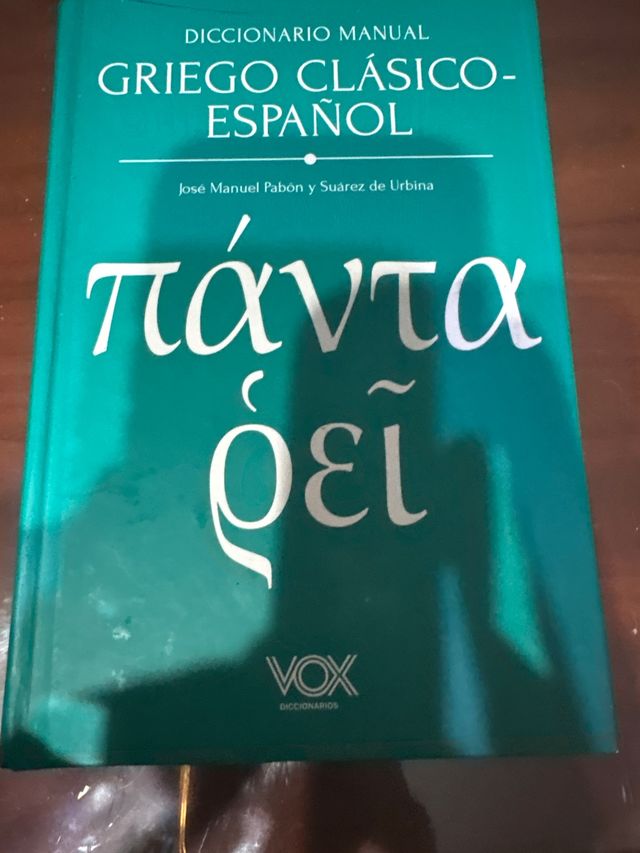 DICCIONARIO MANUAL
GRIEGO CLÁSICO-
ESPAÑOL
José Manuel Pabón y Suárez de Urbina
πάντα
ῥεῖ
VOX
DICCIONARIOS